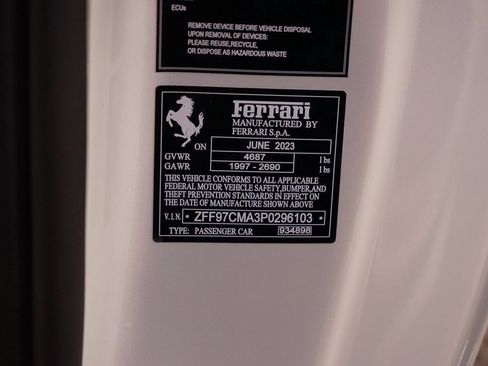 ECUs
REMOVE DEVICE BEFORE VEHICLE DISPOSAL
UPON REMOVAL OF DEVICES:
PLEASE REUSE,RECYCLE,
OR DISPOSE AS HAZARDOUS WASTE
Ferrari
MANUFACTURED BY
FERRARI S.p.A.
ON JUNE 2023
GVWR 4687 lbs
GAWR 1997 - 2690 lbs
THIS VEHICLE CONFORMS TO ALL APPLICABLE
FEDERAL MOTOR VEHICLE SAFETY,BUMPER,AND
THEFT PREVENTION STANDARDS IN EFFECT ON
THE DATE OF MANUFACTURE SHOWN ABOVE
V.I.N. * ZFF97CMA3P0296103 *
TYPE: PASSENGER CAR 934898